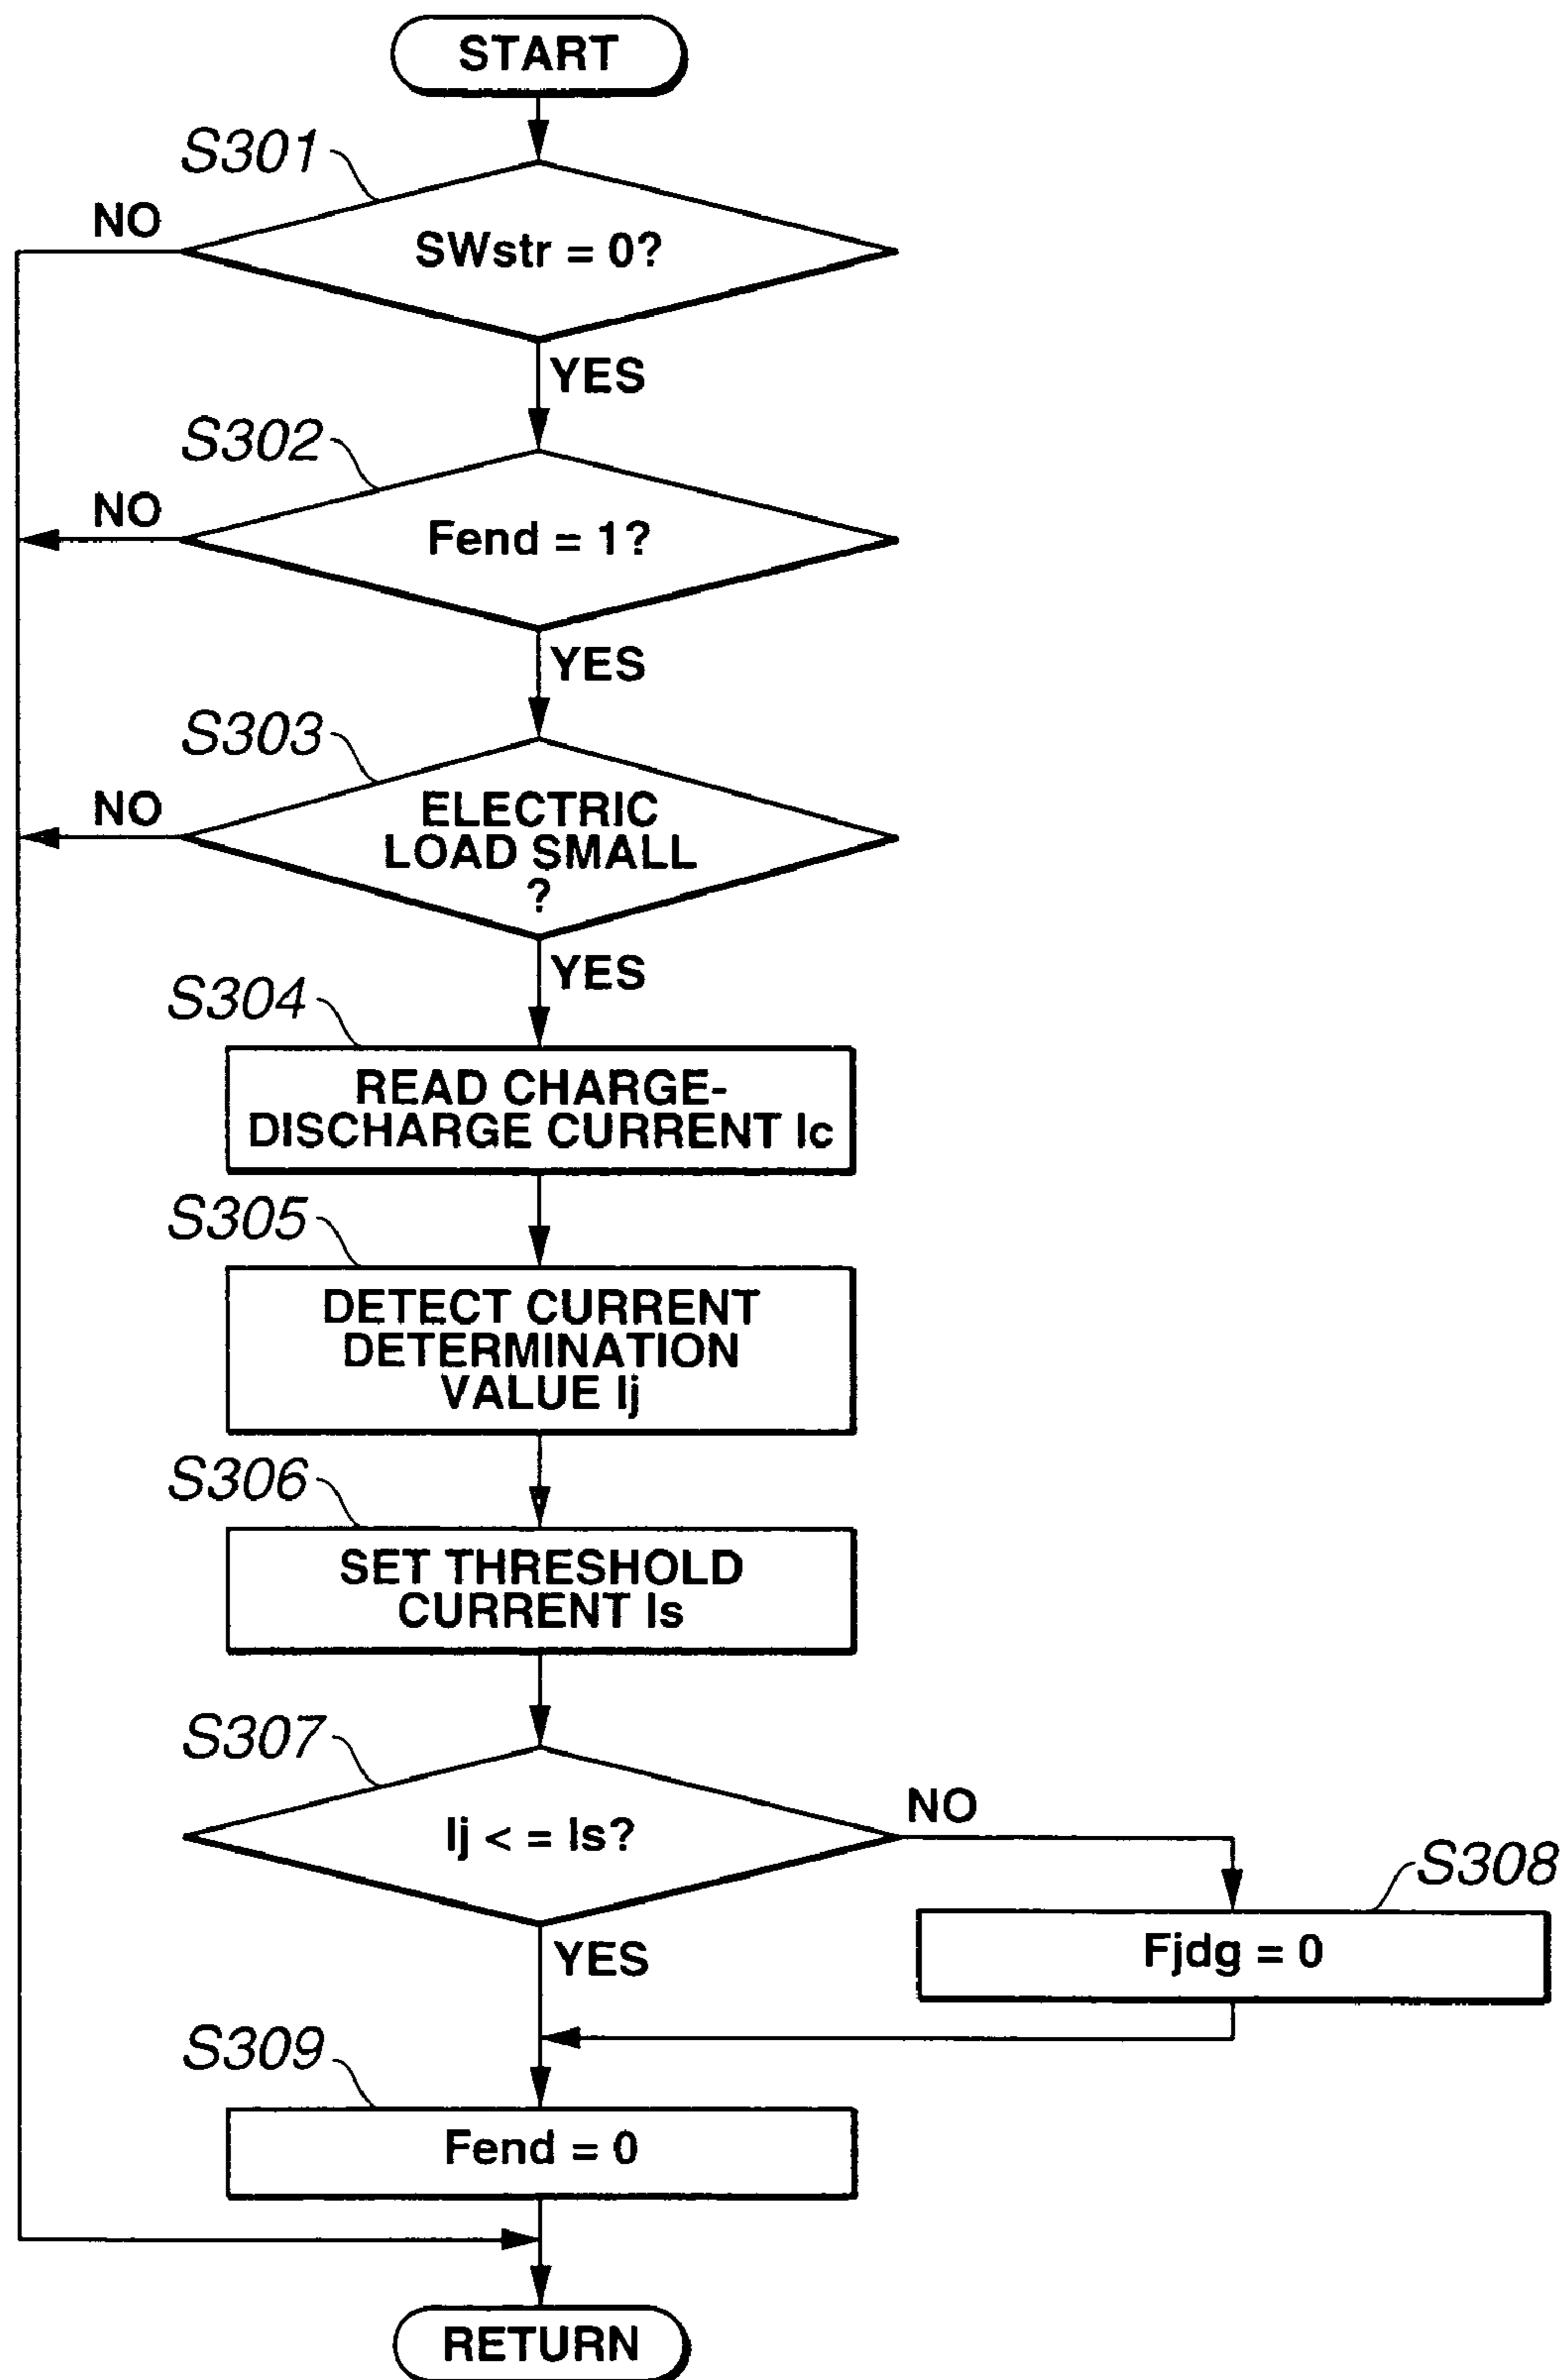 START
S301
NO
SWstr = 0?
YES
S302
NO
Fend = 1?
YES
S303
NO
ELECTRIC
LOAD SMALL
?
YES
S304
READ CHARGE-
DISCHARGE CURRENT Ic
S305
DETECT CURRENT
DETERMINATION
VALUE Ij
S306
SET THRESHOLD
CURRENT Is
S307
Ij < = Is?
NO
S308
Fjdg = 0
YES
S309
Fend = 0
RETURN